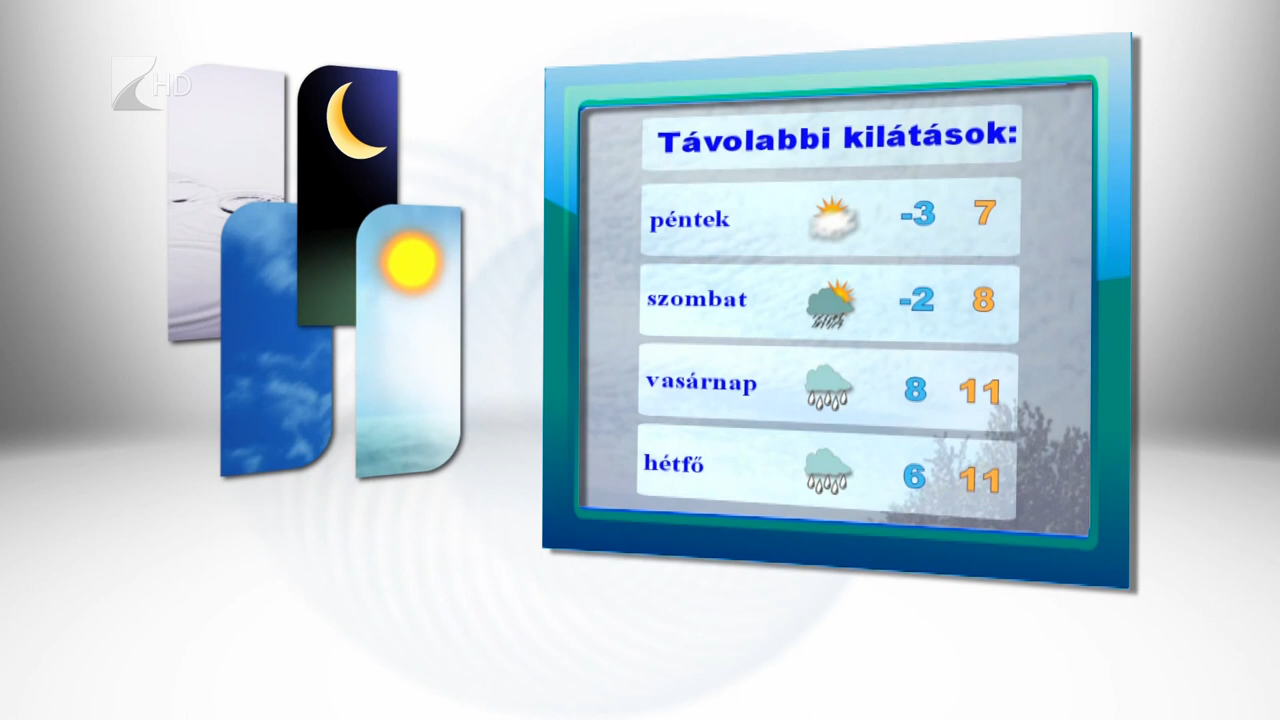 HD
Távolabbi kilátások:
péntek -3 7
szombat -2 8
vasárnap 8 11
hétfő 6 11